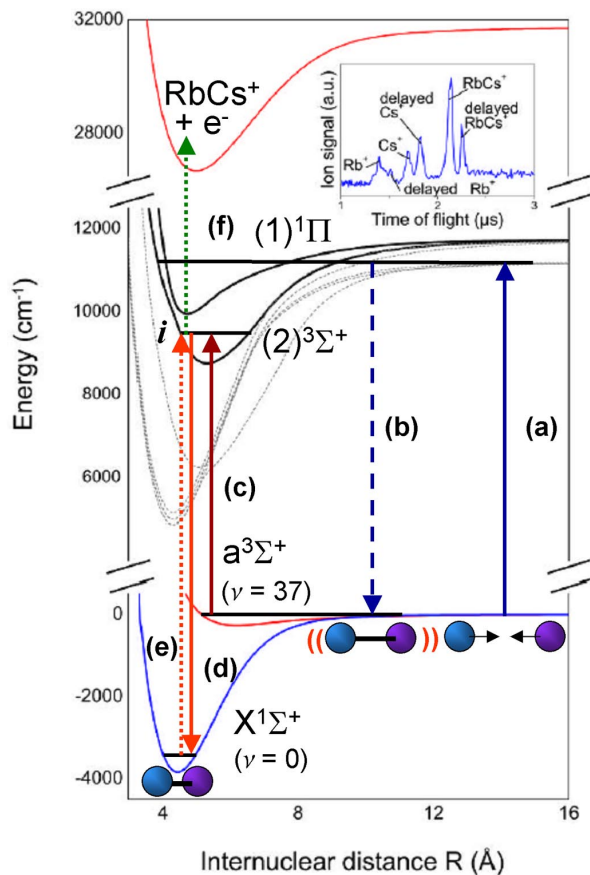 32000
28000
12000
10000
8000
6000
0
-2000
-4000
Energy (cm⁻¹)
4
8
12
16
Internuclear distance R (Å)
RbCs⁺
+ e⁻
(f)
(1)¹Π
i
(2)³Σ⁺
(b)
(a)
(c)
a³Σ⁺
(ν = 37)
(e)
(d)
X¹Σ⁺
(ν = 0)
((
))
Ion signal (a.u.)
RbCs⁺
delayed
Cs⁺
delayed
RbCs⁺
Cs⁺
Rb⁺
delayed Rb⁺
1
2
3
Time of flight (μs)